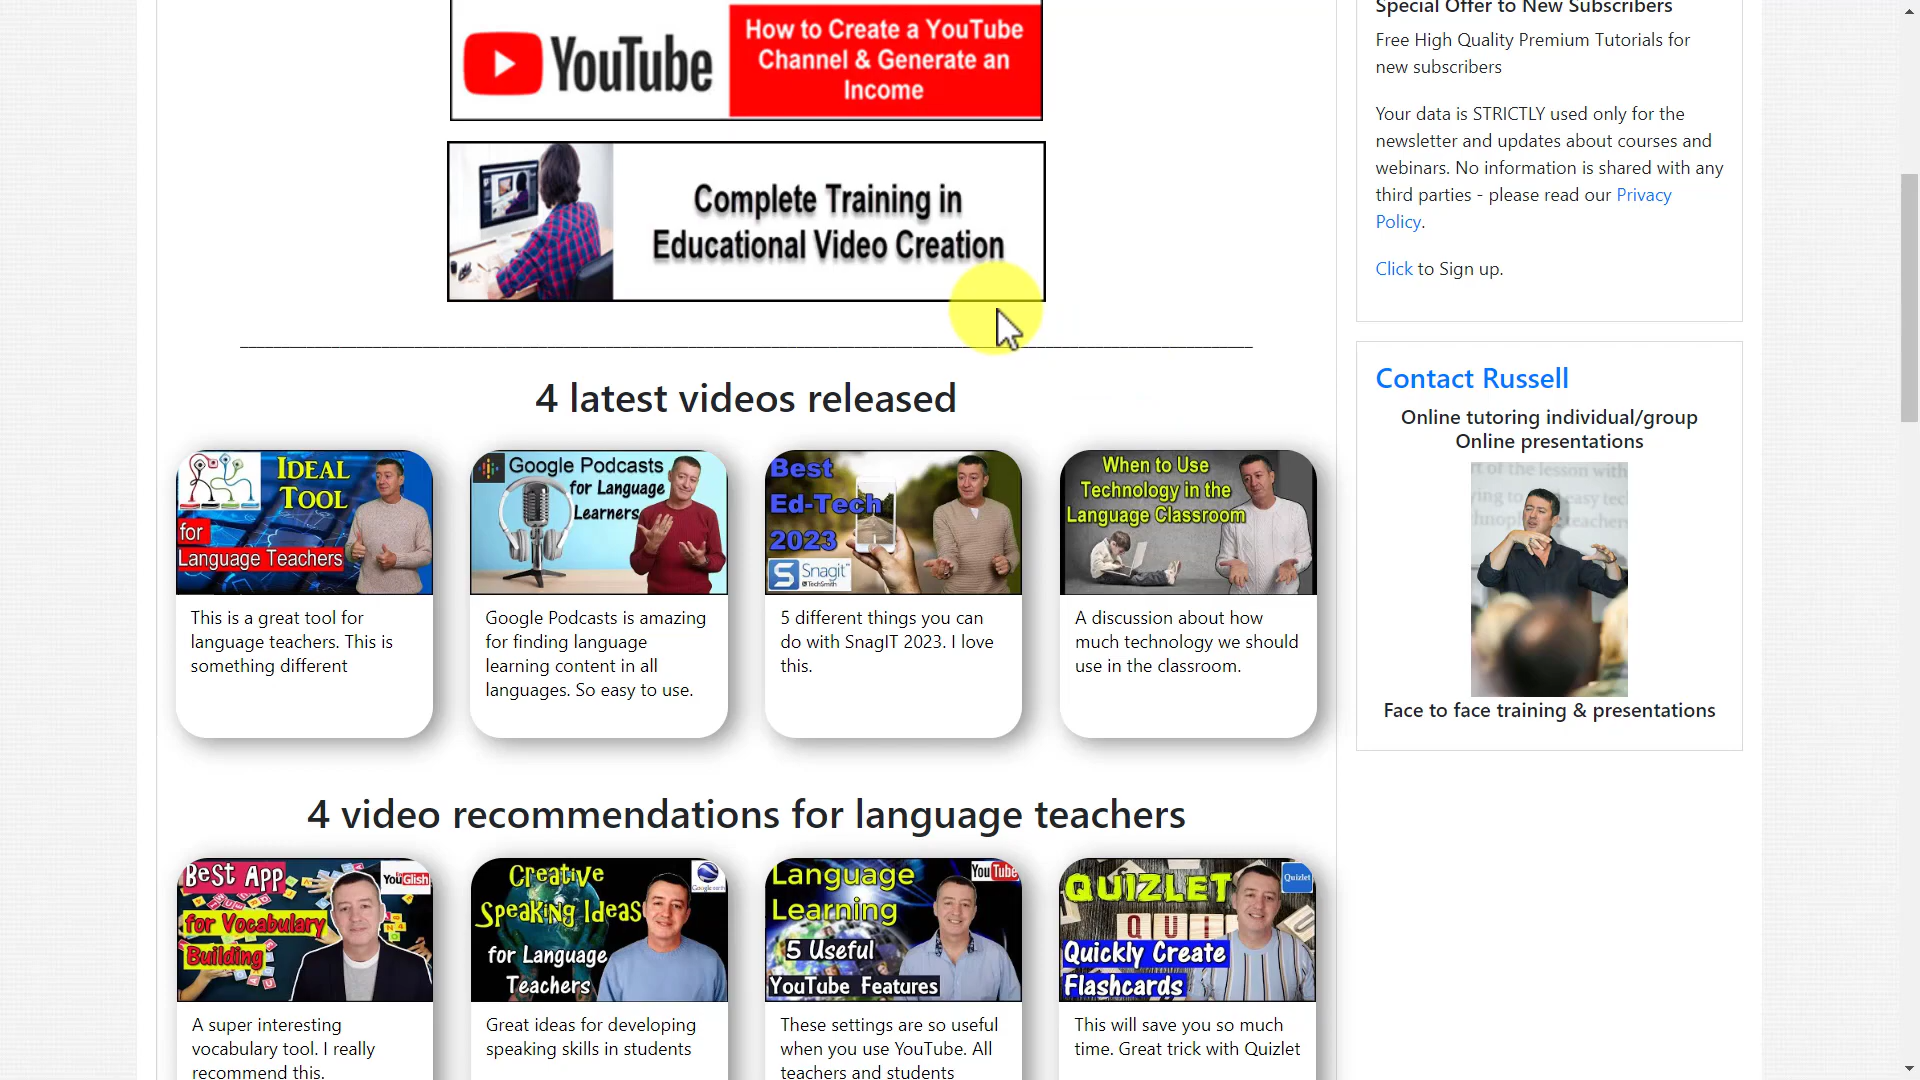 YouTube
How to Create a YouTube
Channel & Generate an
Income
Complete Training in
Educational Video Creation
4 latest videos released
IDEAL
TOOL
for
Language Teachers
This is a great tool for
language teachers. This is
something different
Google Podcasts
for Language
Learners
Google Podcasts is amazing
for finding language
learning content in all
languages. So easy to use.
Best
Ed-Tech
2023
Snagit™
TechSmith
5 different things you can
do with SnagIT 2023. I love
this.
When to Use
Technology in the
Language Classroom
A discussion about how
much technology we should
use in the classroom.
4 video recommendations for language teachers
Best App
YouGlish
for Vocabulary
Building
A super interesting
vocabulary tool. I really
recommend this.
Creative
Google earth
Speaking Ideas
for Language
Teachers
Great ideas for developing
speaking skills in students
Language
YouTube
Learning
5 Useful
YouTube Features
These settings are so useful
when you use YouTube. All
teachers and students
QUIZLET
Quizlet
QUI
Quickly Create
Flashcards
This will save you so much
time. Great trick with Quizlet
Special Offer to New Subscribers
Free High Quality Premium Tutorials for
new subscribers
Your data is STRICTLY used only for the
newsletter and updates about courses and
webinars. No information is shared with any
third parties - please read our Privacy
Policy.
Click to Sign up.
Contact Russell
Online tutoring individual/group
Online presentations
rt of the lesson with
Face to face training & presentations